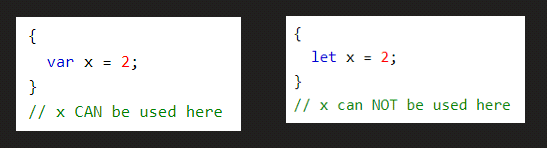 {
  var x = 2;
}
// x CAN be used here
{
  let x = 2;
}
// x can NOT be used here